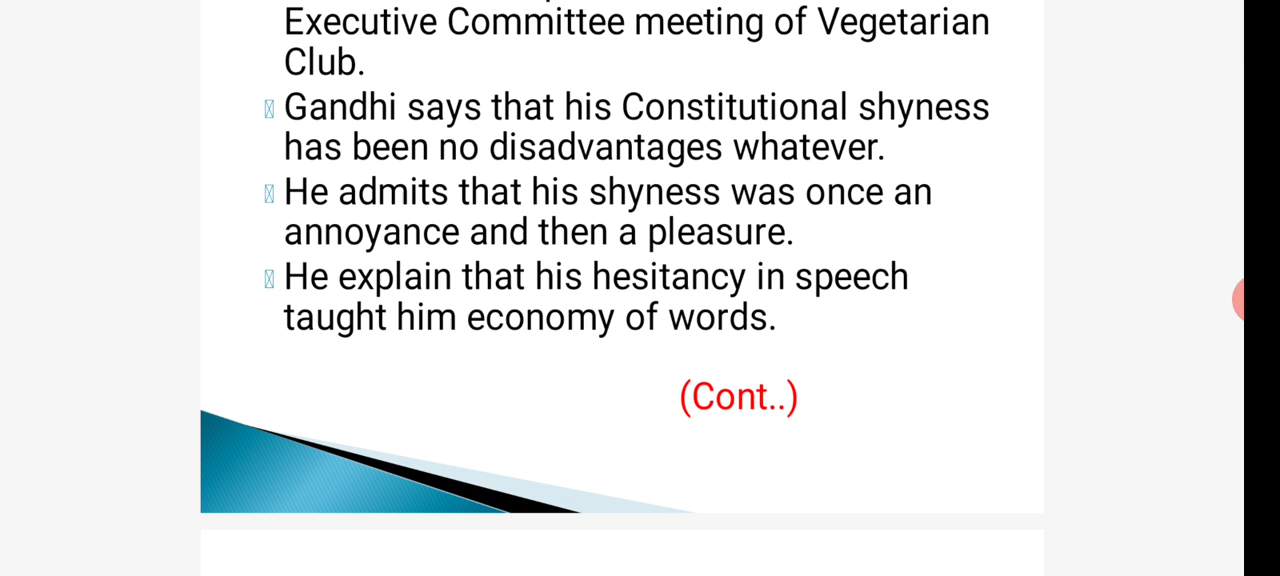 Executive Committee meeting of Vegetarian
Club.
Gandhi says that his Constitutional shyness
has been no disadvantages whatever.
He admits that his shyness was once an
annoyance and then a pleasure.
He explain that his hesitancy in speech
taught him economy of words.
(Cont..)